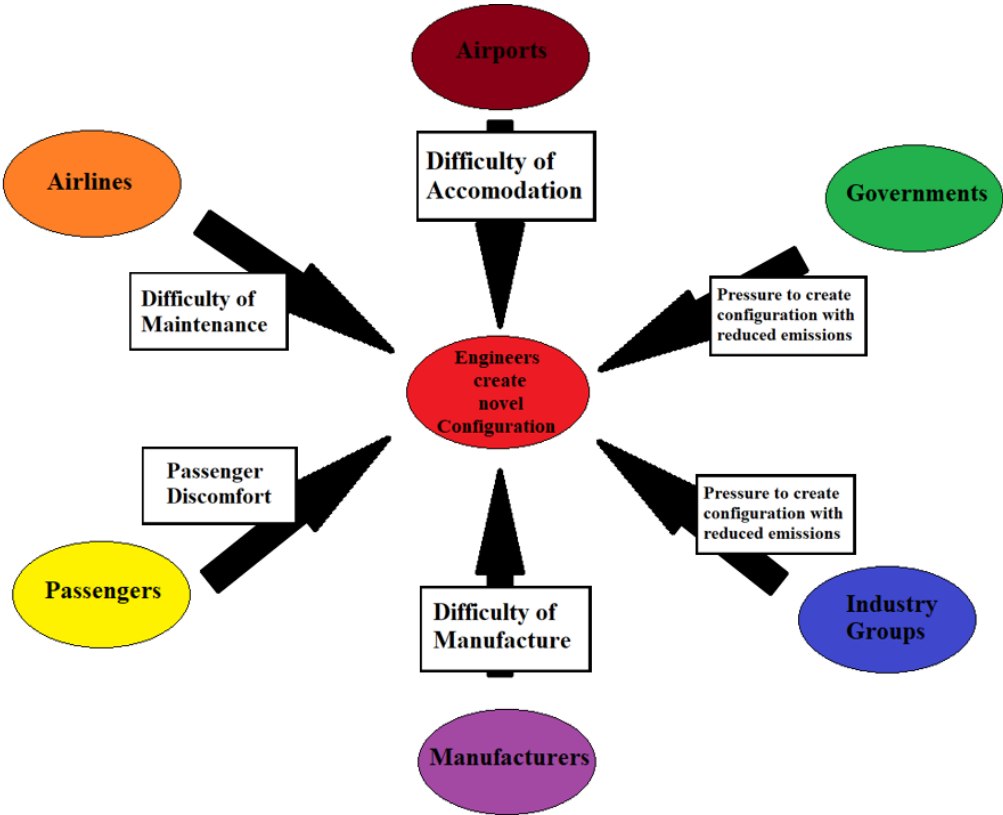 Airports
Difficulty of
Accomodation
Airlines
Governments
Difficulty of
Maintenance
Pressure to create
configuration with
reduced emissions
Engineers
create
novel
Configuration
Passenger
Discomfort
Pressure to create
configuration with
reduced emissions
Passengers
Difficulty of
Manufacture
Industry
Groups
Manufacturers